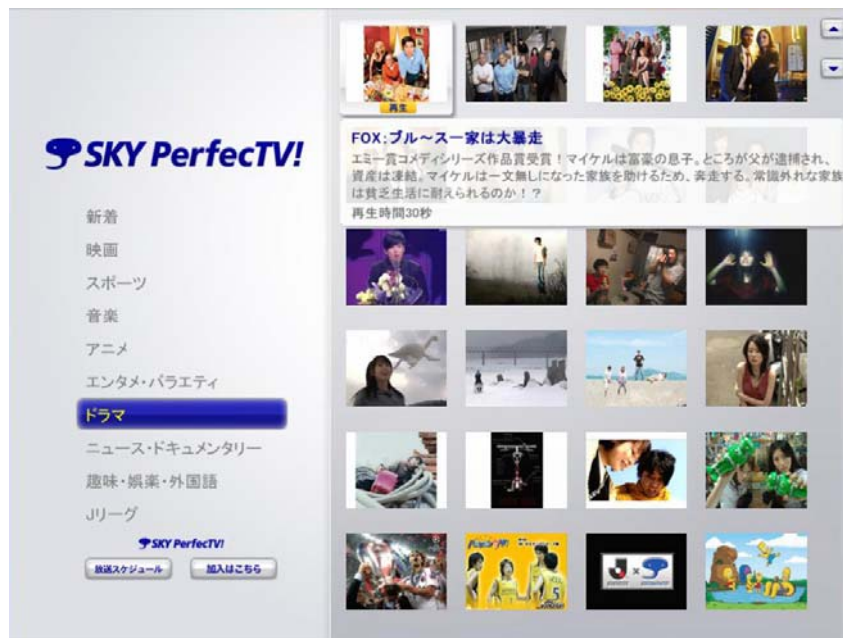 SKY PerfecTV!
新着
映画
スポーツ
音楽
アニメ
エンタメ・バラエティ
ドラマ
ニュース・ドキュメンタリー
趣味・娯楽・外国語
Jリーグ
SKY PerfecTV!
放送スケジュール
加入はこちら
再生
FOX:ブル～ス一家は大暴走
エミー賞コメディシリーズ作品賞受賞!マイケルは富豪の息子。ところが父が逮捕され、
資産は凍結。マイケルは一文無しになった家族を助けるため、奔走する。常識外れな家族
は貧乏生活に耐えられるのか!?
再生時間30秒